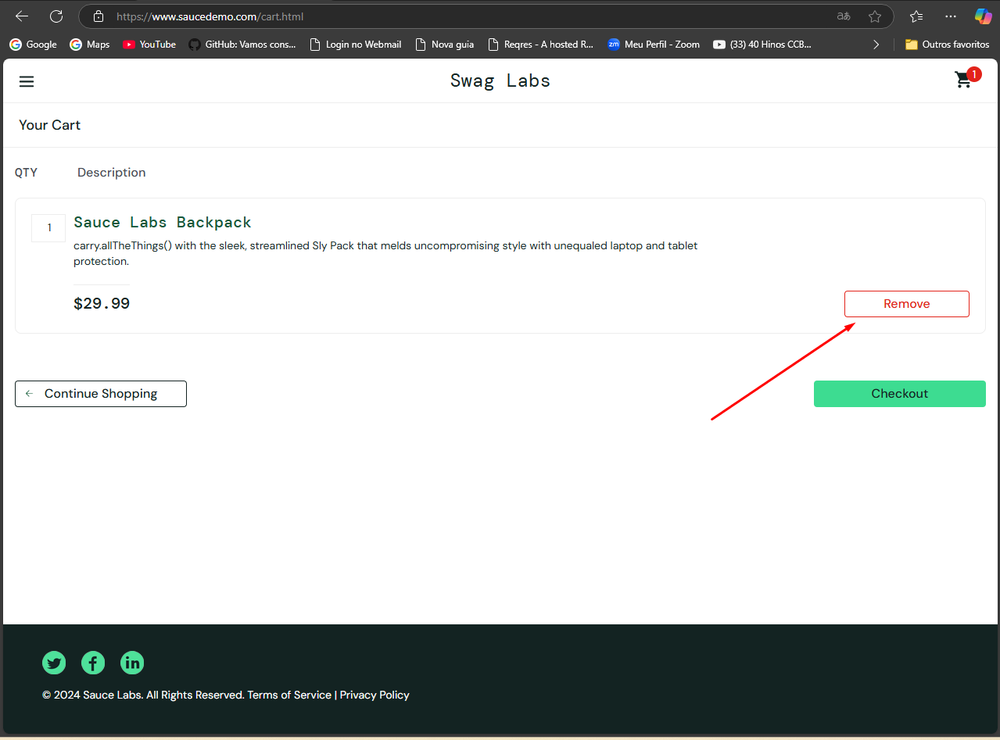 https://www.saucedemo.com/cart.html
Google Maps YouTube GitHub: Vamos cons... Login no Webmail Nova guia Reqres - A hosted R... zm Meu Perfil - Zoom (33) 40 Hinos CCB... Outros favoritos
Swag Labs
1
Your Cart
QTY Description
1 Sauce Labs Backpack
carry.allTheThings() with the sleek, streamlined Sly Pack that melds uncompromising style with unequaled laptop and tablet
protection.
$29.99 Remove
Continue Shopping Checkout
© 2024 Sauce Labs. All Rights Reserved. Terms of Service | Privacy Policy